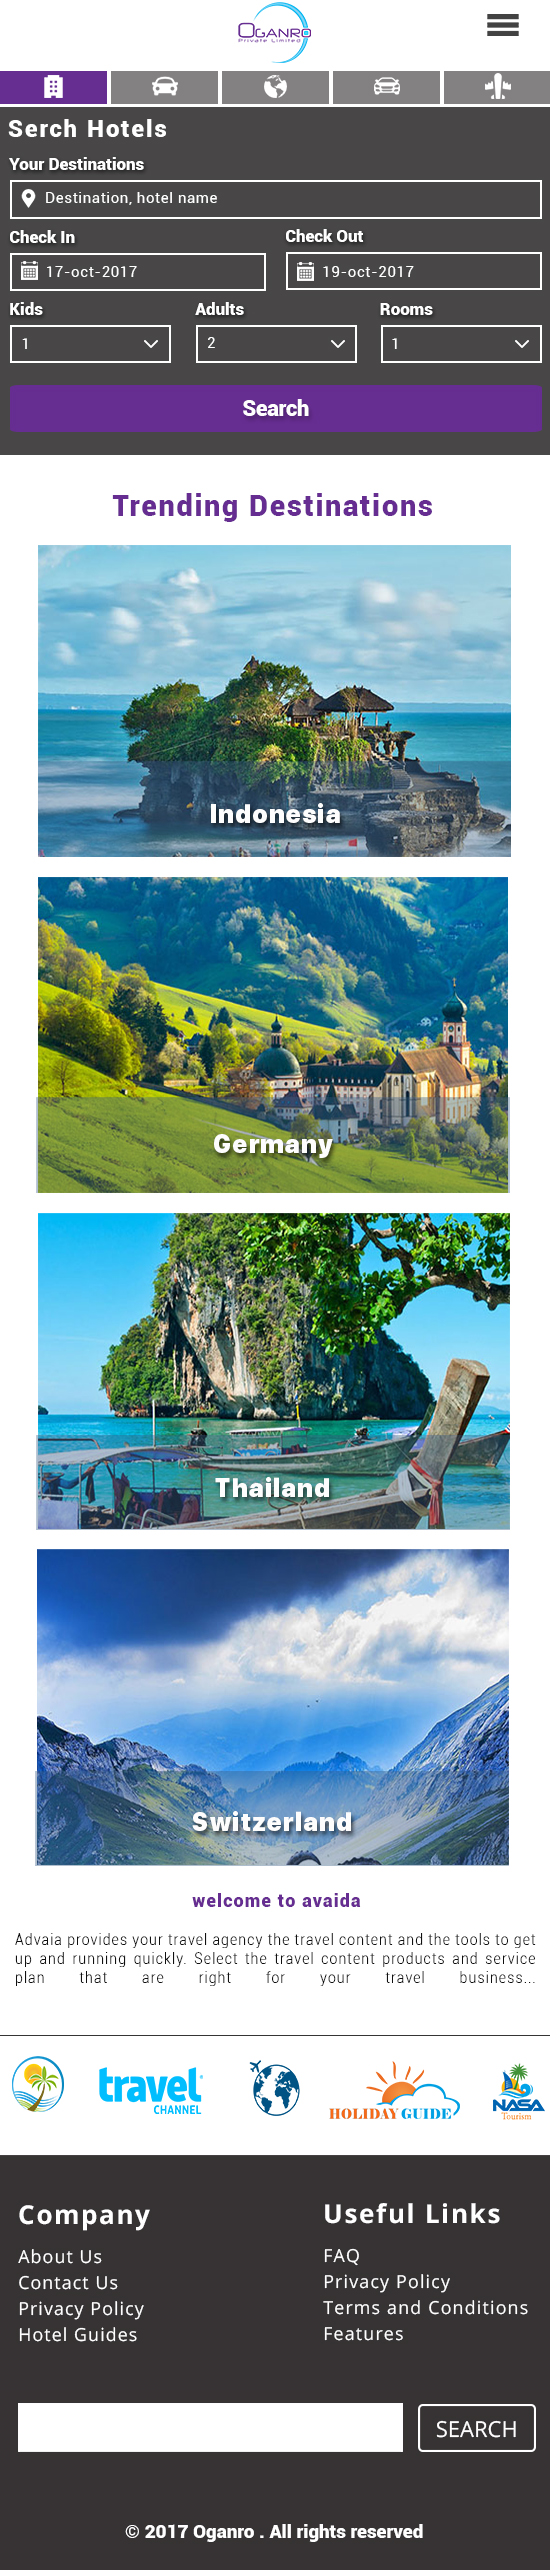 OGANRO
Private Limited
Serch Hotels
Your Destinations
Destination, hotel name
Check In
Check Out
17-oct-2017
19-oct-2017
Kids
Adults
Rooms
1
2
1
Search
Trending Destinations
Indonesia
Germany
Thailand
Switzerland
welcome to avaida
Advaia provides your travel agency the travel content and the tools to get
up and running quickly. Select the travel content products and service
plan that are right for your travel business...
travel
CHANNEL
HOLIDAY GUIDE
NASA
Tourism
Company
About Us
Contact Us
Privacy Policy
Hotel Guides
Useful Links
FAQ
Privacy Policy
Terms and Conditions
Features
SEARCH
© 2017 Oganro . All rights reserved